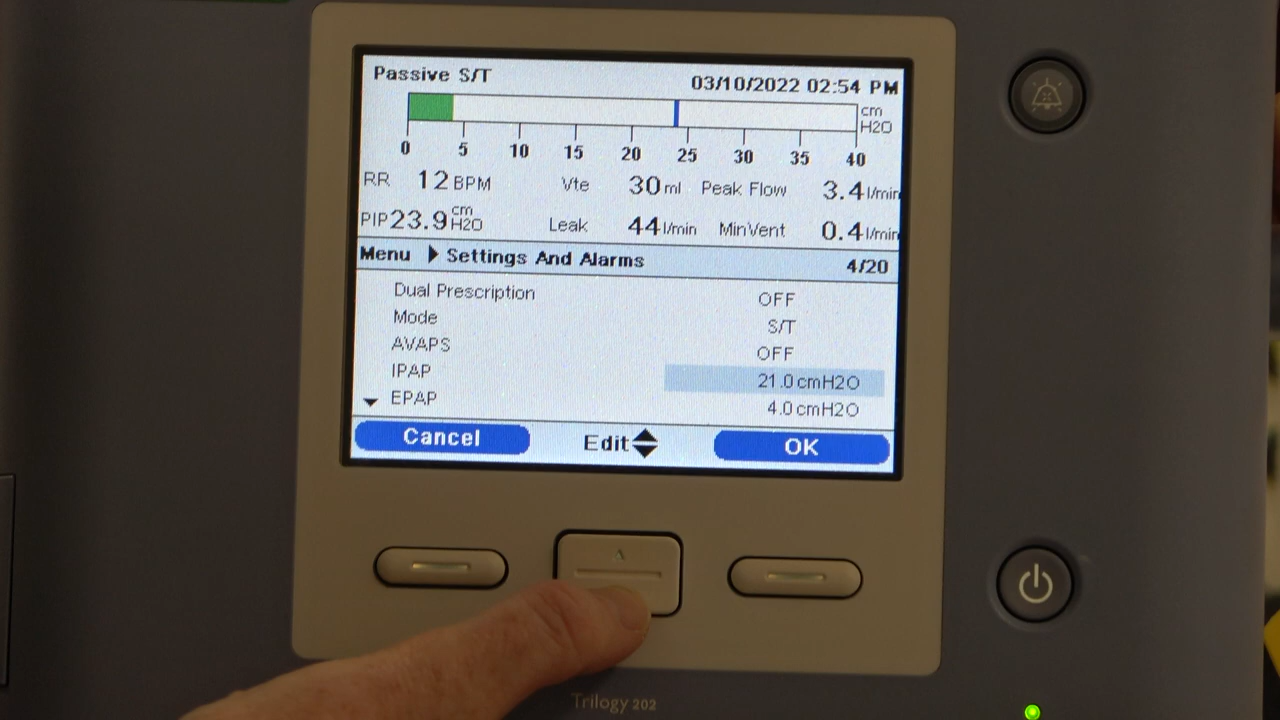 Passive S/T 03/10/2022 02:54 PM
cm
H2O
0 5 10 15 20 25 30 35 40
RR 12 BPM Vte 30 ml Peak Flow 3.4 l/min
PIP 23.9 cm H2O Leak 44 l/min MinVent 0.4 l/min
Menu Settings And Alarms 4/20
Dual Prescription OFF
Mode S/T
AVAPS OFF
IPAP 21.0 cmH2O
EPAP 4.0 cmH2O
Cancel Edit OK
Trilogy 202